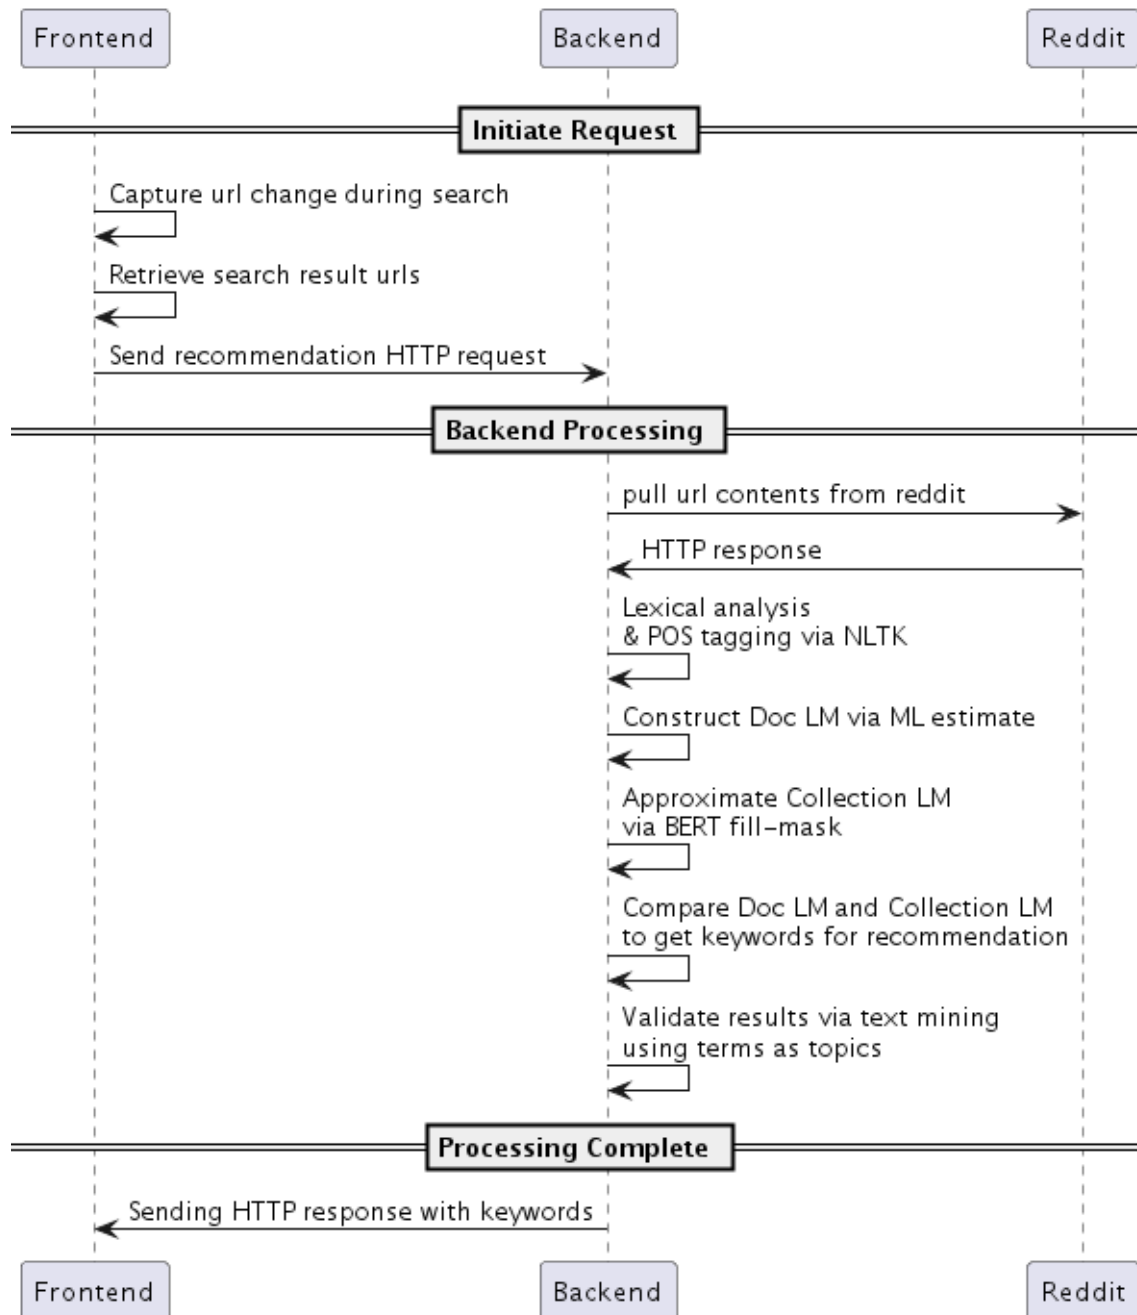 Frontend Backend Reddit
Initiate Request
Capture url change during search
Retrieve search result urls
Send recommendation HTTP request
Backend Processing
pull url contents from reddit
HTTP response
Lexical analysis
& POS tagging via NLTK
Construct Doc LM via ML estimate
Approximate Collection LM
via BERT fill-mask
Compare Doc LM and Collection LM
to get keywords for recommendation
Validate results via text mining
using terms as topics
Processing Complete
Sending HTTP response with keywords
Frontend Backend Reddit